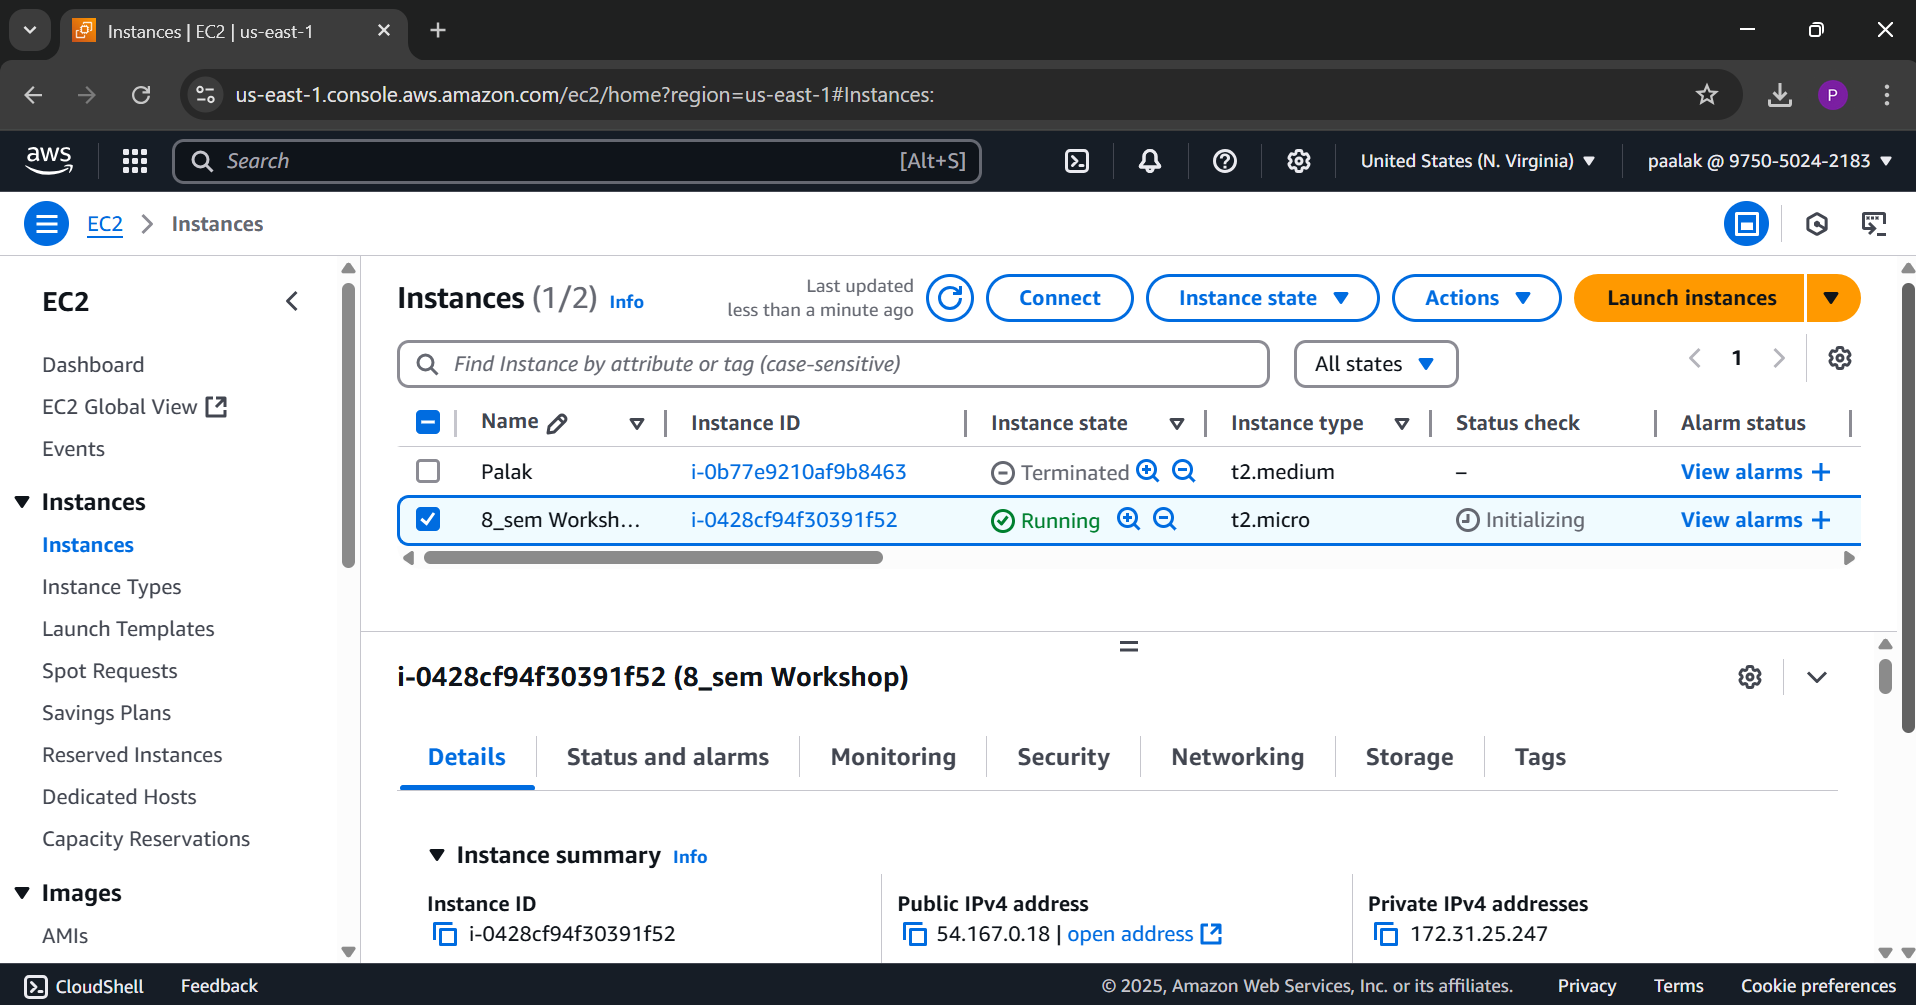 Instances | EC2 | us-east-1
us-east-1.console.aws.amazon.com/ec2/home?region=us-east-1#Instances:
P
aws
Search [Alt+S]
United States (N. Virginia)
paalak @ 9750-5024-2183
EC2 > Instances
EC2
Dashboard
EC2 Global View
Events
Instances
Instances
Instance Types
Launch Templates
Spot Requests
Savings Plans
Reserved Instances
Dedicated Hosts
Capacity Reservations
Images
AMIs
Instances (1/2) Info
Last updated
less than a minute ago
Connect
Instance state
Actions
Launch instances
Find Instance by attribute or tag (case-sensitive)
All states
1
Name Instance ID Instance state Instance type Status check Alarm status
Palak i-0b77e9210af9b8463 Terminated t2.medium – View alarms +
8_sem Worksh... i-0428cf94f30391f52 Running t2.micro Initializing View alarms +
i-0428cf94f30391f52 (8_sem Workshop)
Details Status and alarms Monitoring Security Networking Storage Tags
Instance summary Info
Instance ID
i-0428cf94f30391f52
Public IPv4 address
54.167.0.18 | open address
Private IPv4 addresses
172.31.25.247
CloudShell Feedback
© 2025, Amazon Web Services, Inc. or its affiliates. Privacy Terms Cookie preferences